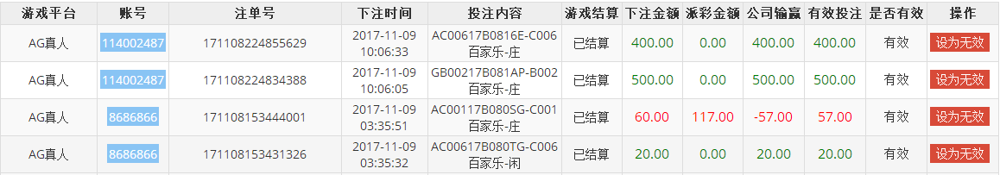 游戏平台 账号 注单号 下注时间 投注内容 游戏结算 下注金额 派彩金额 公司输赢 有效投注 是否有效 操作
2017-11-09 AC00617B0816E-C006
AG真人 114002487 171108224855629 已结算 400.00 0.00 400.00 400.00 有效 设为无效
10:06:33 百家乐-庄
2017-11-09 GB00217B081AP-B002
AG真人 114002487 171108224834388 已结算 500.00 0.00 500.00 500.00 有效 设为无效
10:06:05 百家乐-庄
2017-11-09 AC00117B080SG-C001
AG真人 8686866 171108153444001 已结算 60.00 117.00 -57.00 57.00 有效 设为无效
03:35:51 百家乐-庄
2017-11-09 AC00617B080TG-C006
AG真人 8686866 171108153431326 已结算 20.00 0.00 20.00 20.00 有效 设为无效
03:35:32 百家乐-闲